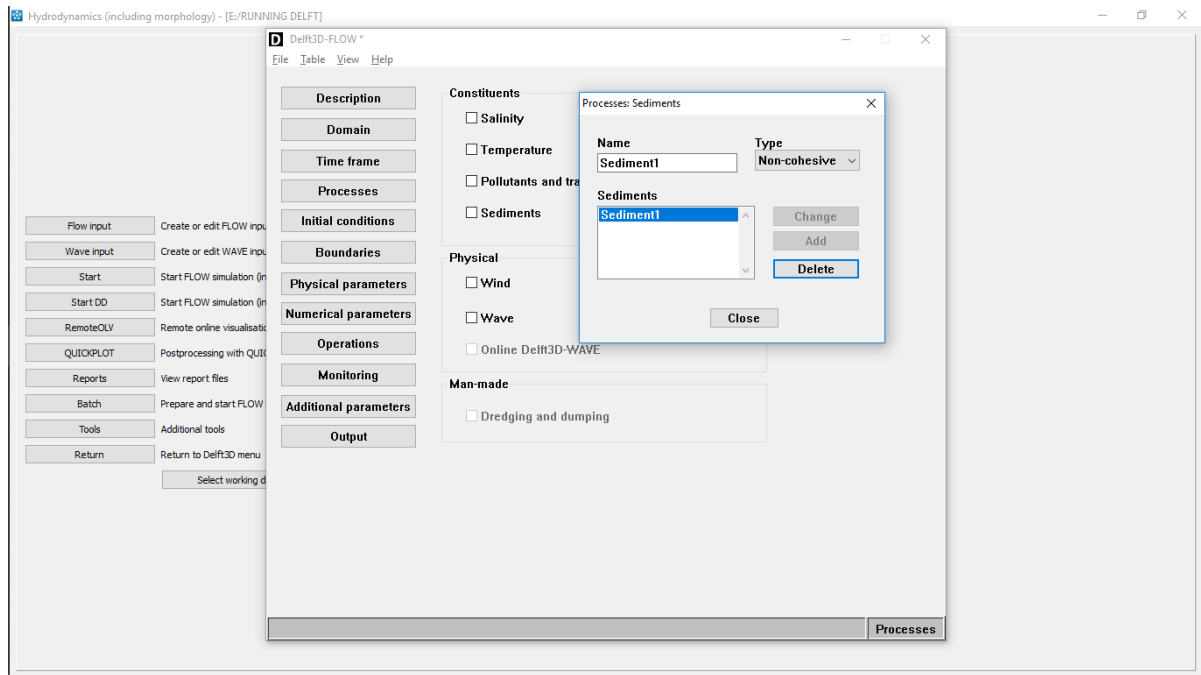 Hydrodynamics (including morphology) - [E:/RUNNING DELFT]
Delft3D-FLOW *
File Table View Help
Description
Domain
Time frame
Processes
Initial conditions
Boundaries
Physical parameters
Numerical parameters
Operations
Monitoring
Additional parameters
Output
Constituents
Salinity
Temperature
Pollutants and tra
Sediments
Physical
Wind
Wave
Online Delft3D-WAVE
Man-made
Dredging and dumping
Processes: Sediments
Name
Type
Sediment1
Non-cohesive
Sediments
Sediment1
Change
Add
Delete
Close
Flow input Create or edit FLOW inpu
Wave input Create or edit WAVE inpu
Start Start FLOW simulation (in
Start DD Start FLOW simulation (in
RemoteOLV Remote online visualisatio
QUICKPLOT Postprocessing with QUIC
Reports View report files
Batch Prepare and start FLOW
Tools Additional tools
Return Return to Delft3D menu
Select working d
Processes